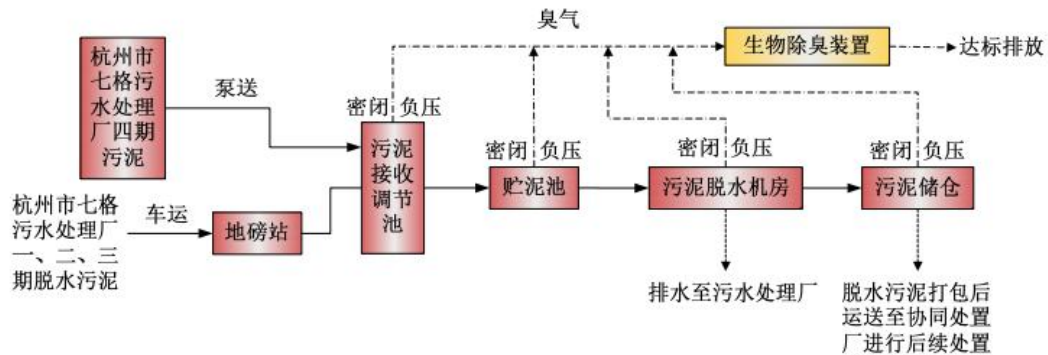 臭气
生物除臭装置
达标排放
杭州市
七格污
水处理
厂四期
污泥
泵送
密闭 负压
污泥
接收
调节
池
密闭 负压
贮泥池
密闭 负压
污泥脱水机房
密闭 负压
污泥储仓
杭州市七格
污水处理厂
一、二、三
期脱水污泥
车运
地磅站
排水至污水处理厂
脱水污泥打包后
运送至协同处置
厂进行后续处置